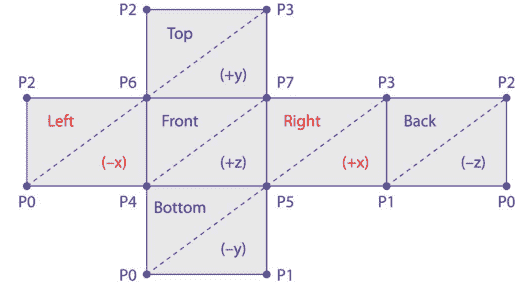 P2 P3
Top
(+y)
P2 P6 P7 P3 P2
Left Front Right Back
(–x) (+z) (+x) (–z)
P0 P4 P5 P1 P0
Bottom
(–y)
P0 P1